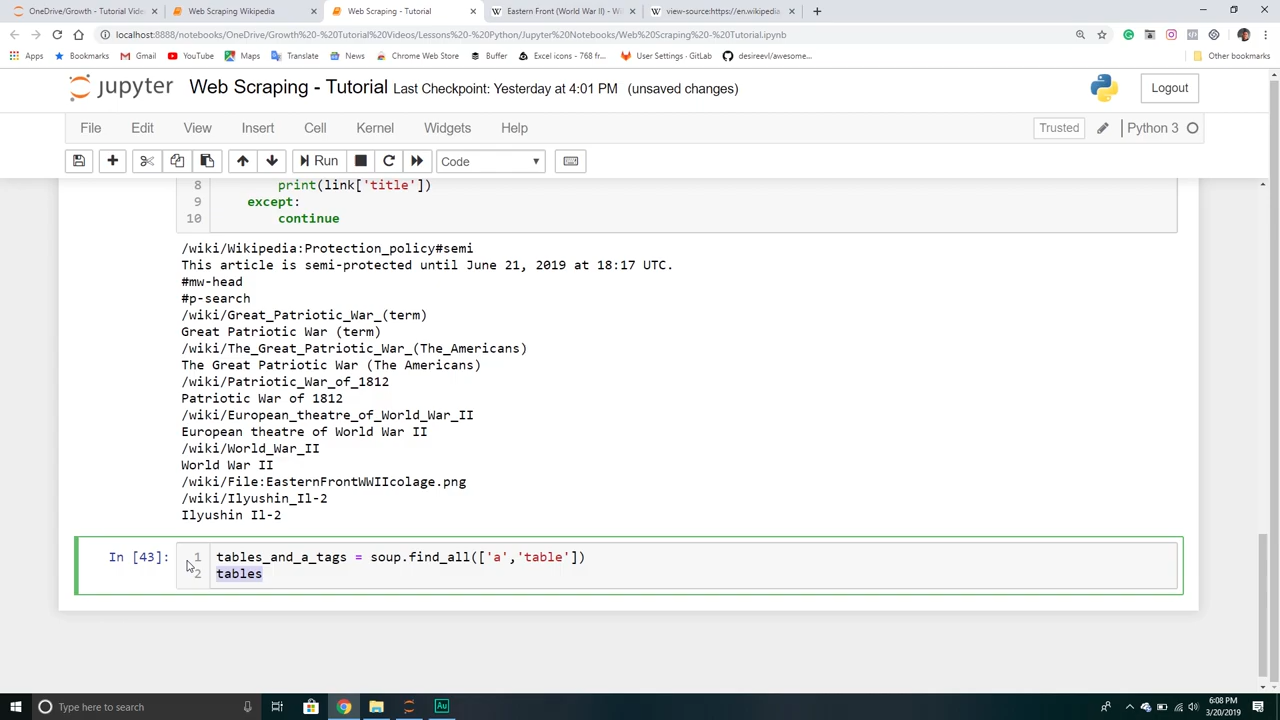 OneDrive/Growth - Tutorial Vide
Web Scraping Wikipedia
Web Scraping - Tutorial
Eastern Front (World War II) - Wi
view-source:https://en.wikipedia.
localhost:8888/notebooks/OneDrive/Growth%20-%20Tutorial%20Videos/Lessons%20-%20Python/Jupyter%20Notebooks/Web%20Scraping%20-%20Tutorial.ipynb
Apps Bookmarks Gmail YouTube Maps Translate News Chrome Web Store Buffer Excel icons - 768 fr... User Settings · GitLab desireevl/awesome... Other bookmarks
jupyter Web Scraping - Tutorial Last Checkpoint: Yesterday at 4:01 PM (unsaved changes) Logout
File Edit View Insert Cell Kernel Widgets Help Trusted Python 3
Run Code
8 print(link['title'])
9 except:
10 continue
/wiki/Wikipedia:Protection_policy#semi
This article is semi-protected until June 21, 2019 at 18:17 UTC.
#mw-head
#p-search
/wiki/Great_Patriotic_War_(term)
Great Patriotic War (term)
/wiki/The_Great_Patriotic_War_(The_Americans)
The Great Patriotic War (The Americans)
/wiki/Patriotic_War_of_1812
Patriotic War of 1812
/wiki/European_theatre_of_World_War_II
European theatre of World War II
/wiki/World_War_II
World War II
/wiki/File:EasternFrontWWIIcolage.png
/wiki/Ilyushin_Il-2
Ilyushin Il-2
In [43]: 1 tables_and_a_tags = soup.find_all(['a','table'])
2 tables
Type here to search
Au
6:08 PM
3/20/2019